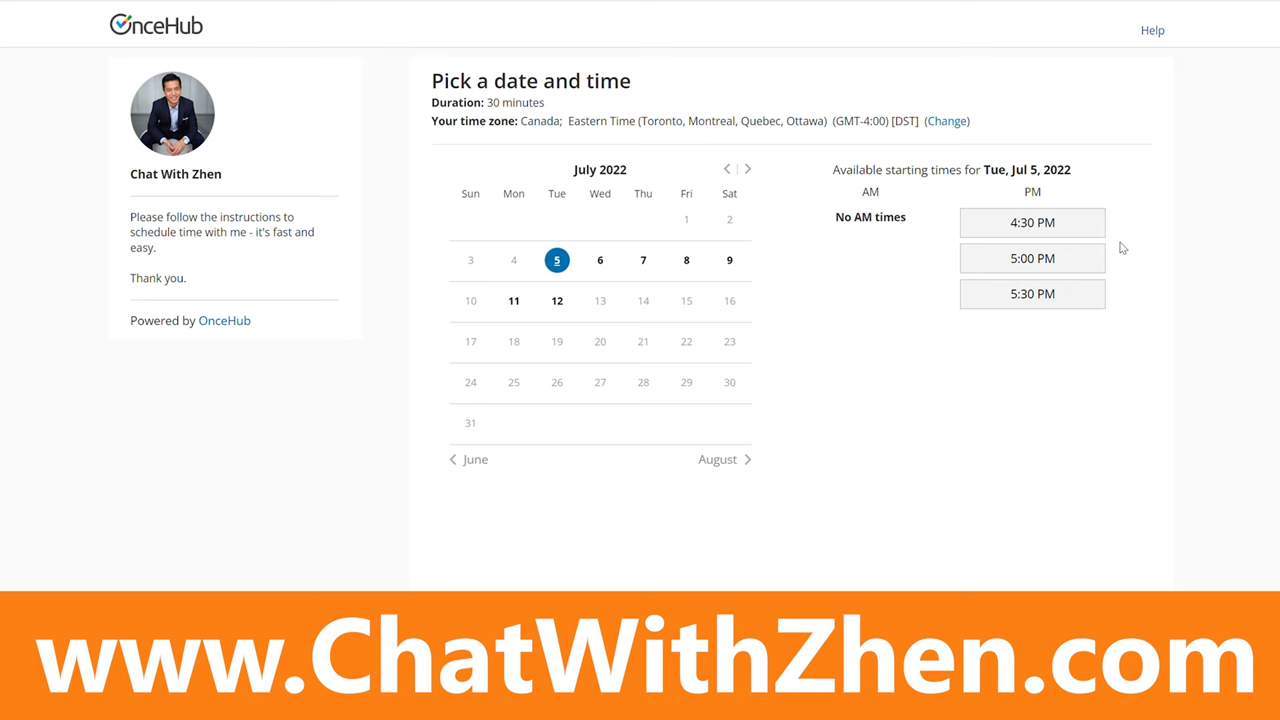 OnceHub
Help
Chat With Zhen
Please follow the instructions to
schedule time with me - it's fast and
easy.
Thank you.
Powered by OnceHub
Pick a date and time
Duration: 30 minutes
Your time zone: Canada; Eastern Time (Toronto, Montreal, Quebec, Ottawa) (GMT-4:00) [DST] (Change)
July 2022
Sun Mon Tue Wed Thu Fri Sat
1 2
3 4 5 6 7 8 9
10 11 12 13 14 15 16
17 18 19 20 21 22 23
24 25 26 27 28 29 30
31
June August
Available starting times for Tue, Jul 5, 2022
AM PM
No AM times
4:30 PM
5:00 PM
5:30 PM
www.ChatWithZhen.com